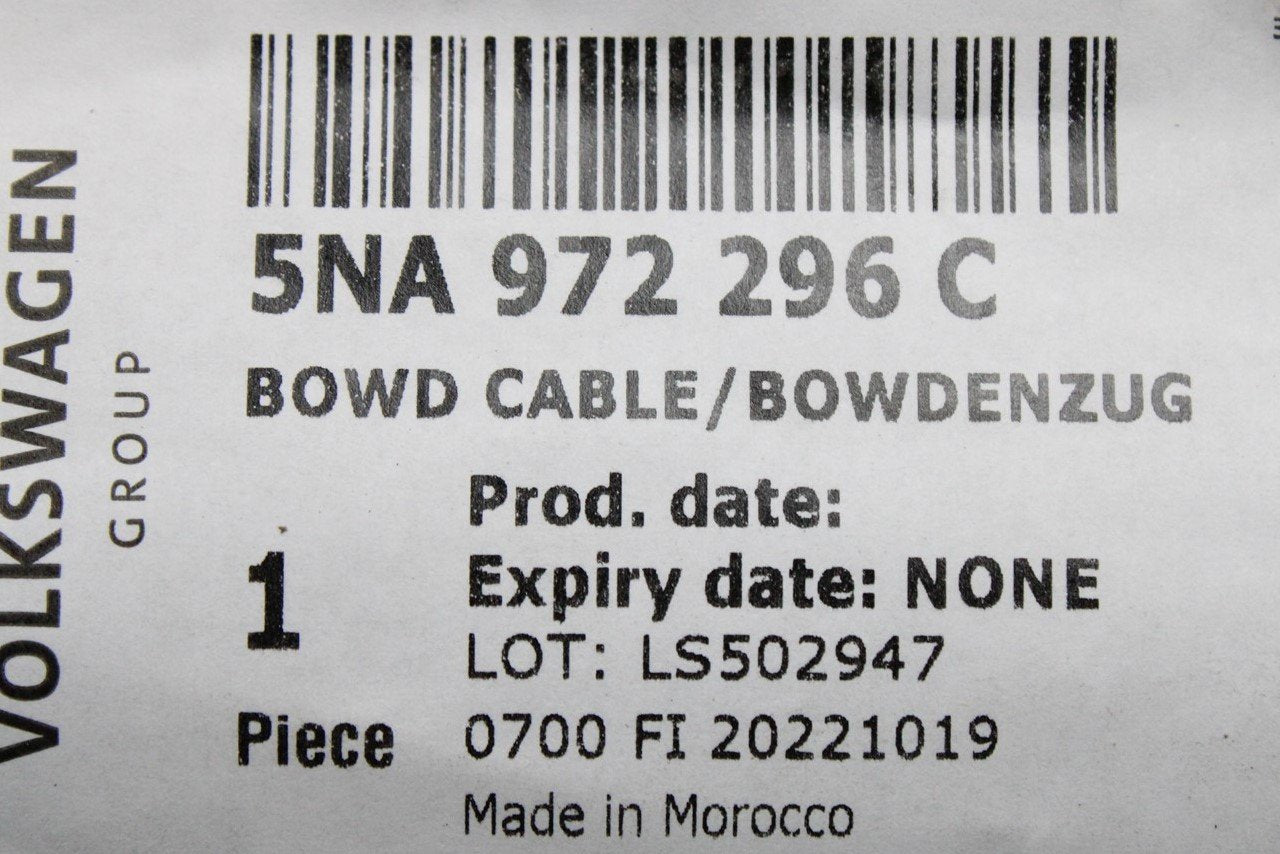 VOLKSWAGEN
GROUP
5NA 972 296 C
BOWD CABLE/BOWDENZUG
Prod. date:
Expiry date: NONE
1
LOT: LS502947
Piece
0700 FI 20221019
Made in Morocco